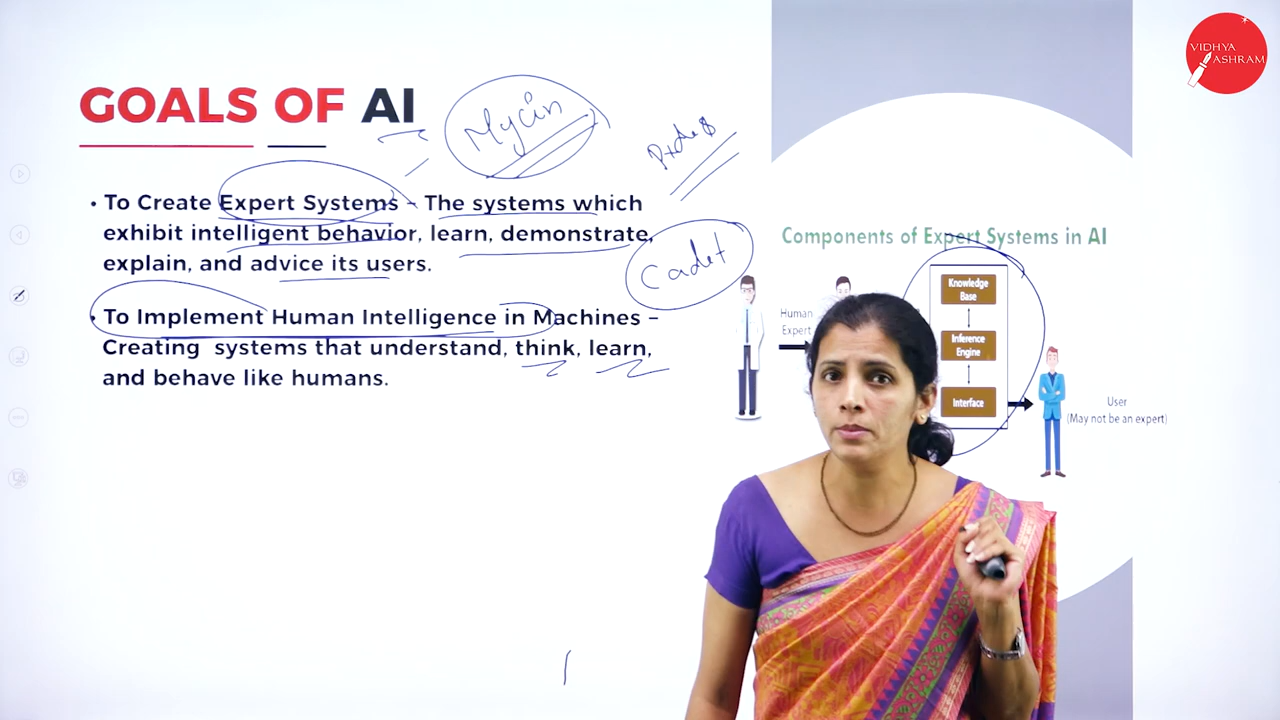 VIDHYA
ASHRAM
GOALS OF AI
Mycin
• To Create Expert Systems - The systems which
exhibit intelligent behavior, learn, demonstrate,
explain, and advice its users.
Cadet
• To Implement Human Intelligence in Machines –
Creating systems that understand, think, learn,
and behave like humans.
Components of Expert Systems in AI
Human
Expert
Knowledge
Base
Inference
Engine
Interface
User
(May not be an expert)